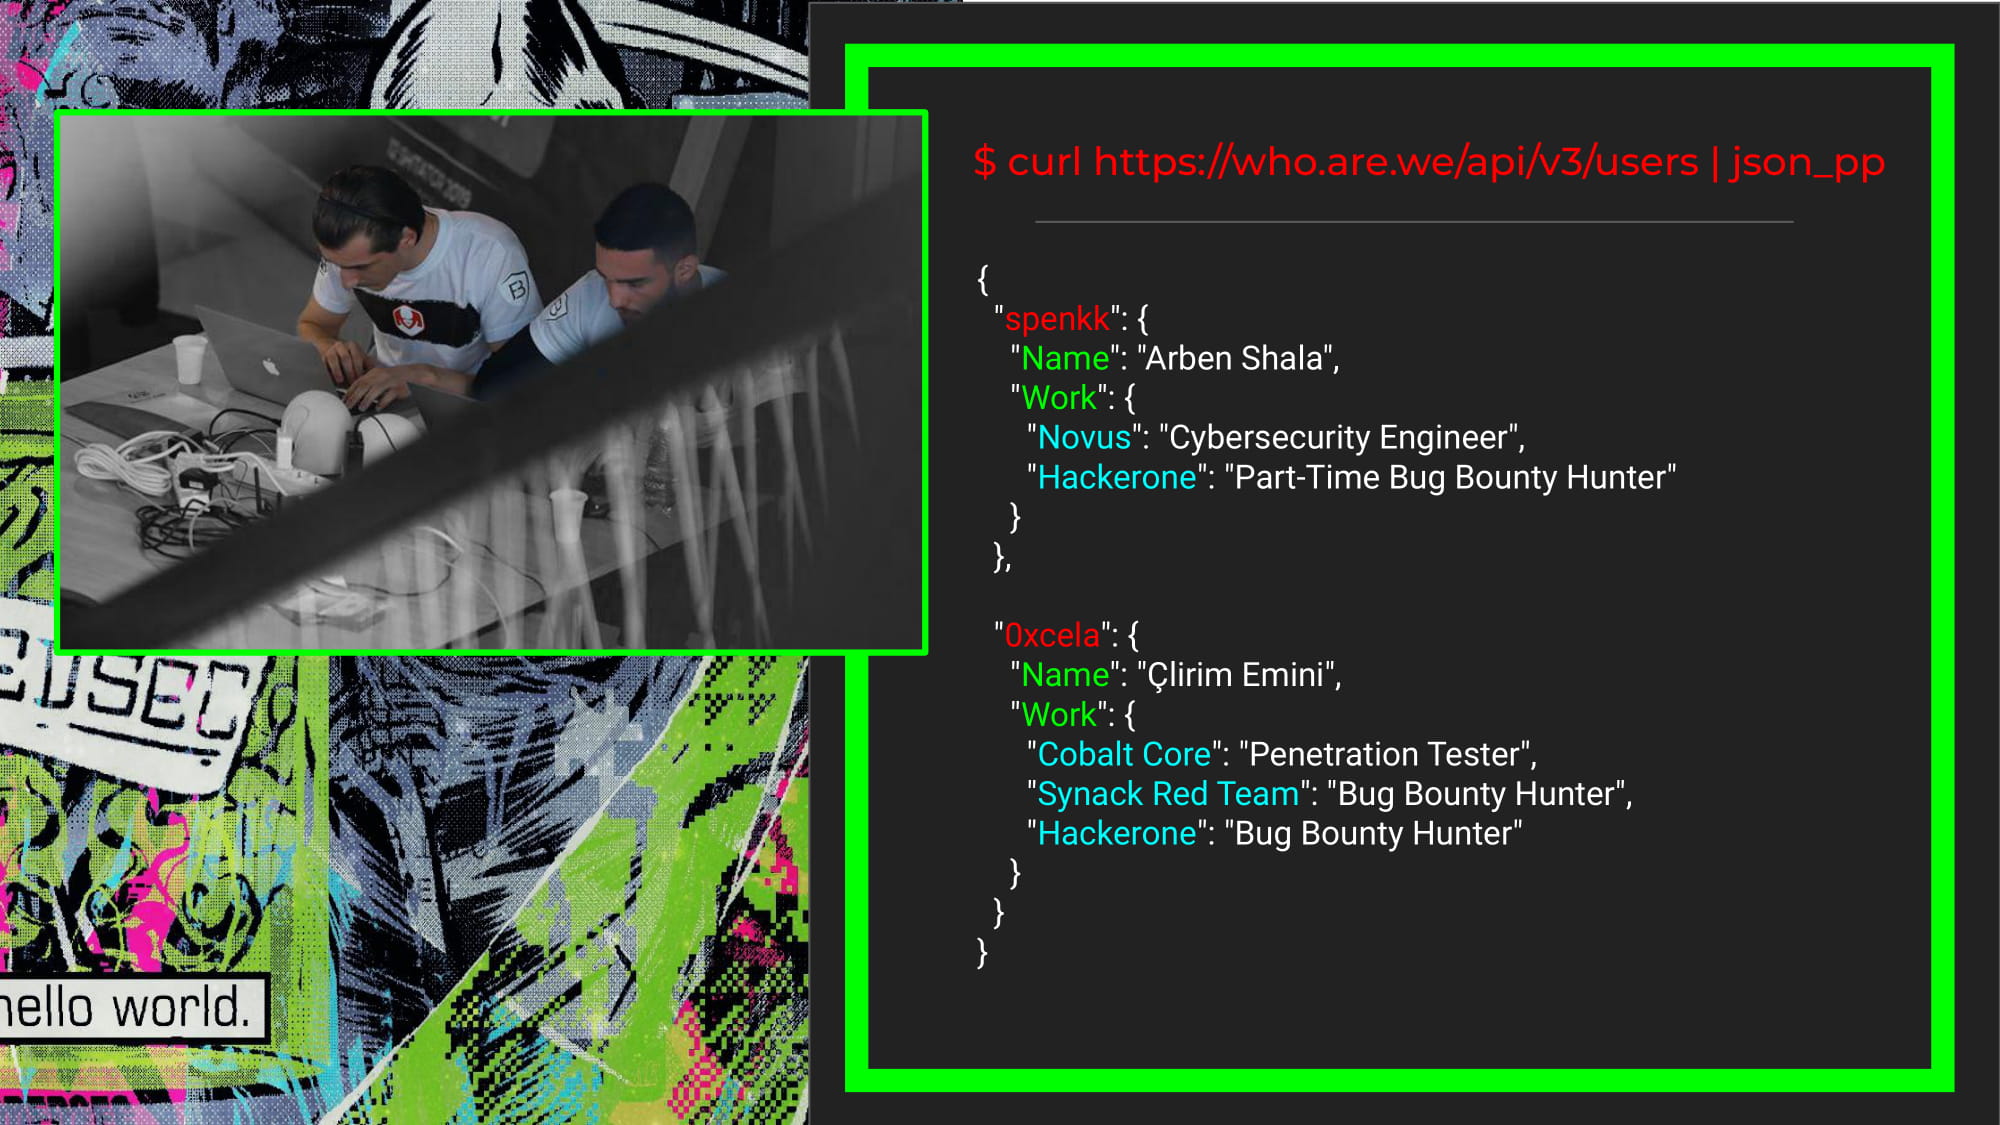 $ curl https://who.are.we/api/v3/users | json_pp
{
"spenkk": {
"Name": "Arben Shala",
"Work": {
"Novus": "Cybersecurity Engineer",
"Hackerone": "Part-Time Bug Bounty Hunter"
}
},
"0xcela": {
"Name": "Çlirim Emini",
"Work": {
"Cobalt Core": "Penetration Tester",
"Synack Red Team": "Bug Bounty Hunter",
"Hackerone": "Bug Bounty Hunter"
}
}
}
hello world.